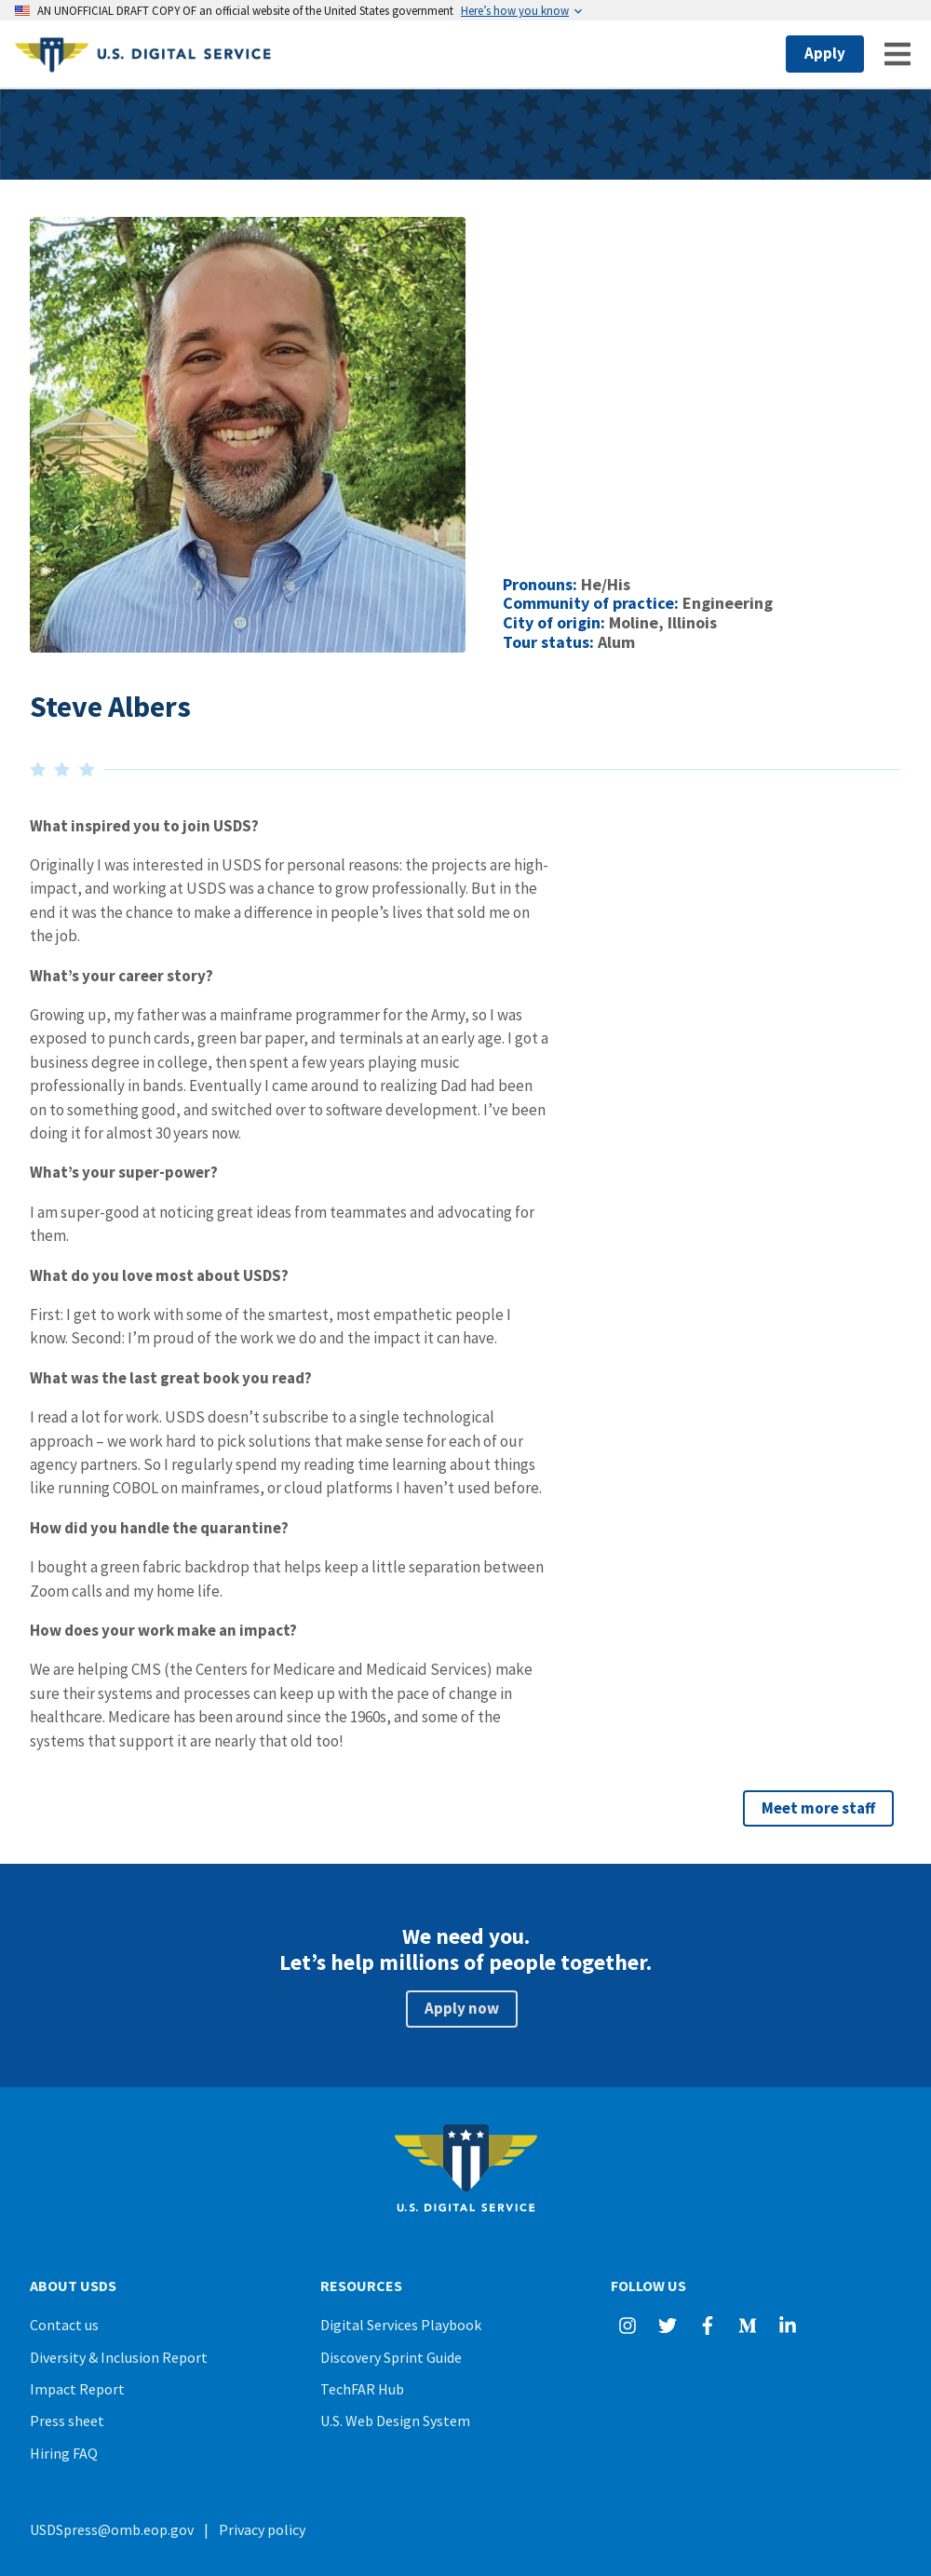 AN UNOFFICIAL DRAFT COPY OF an official website of the United States government Here's how you know
U.S. DIGITAL SERVICE
Apply
Pronouns: He/His
Community of practice: Engineering
City of origin: Moline, Illinois
Tour status: Alum
Steve Albers
What inspired you to join USDS?
Originally I was interested in USDS for personal reasons: the projects are high-
impact, and working at USDS was a chance to grow professionally. But in the
end it was the chance to make a difference in people's lives that sold me on
the job.
What's your career story?
Growing up, my father was a mainframe programmer for the Army, so I was
exposed to punch cards, green bar paper, and terminals at an early age. I got a
business degree in college, then spent a few years playing music
professionally in bands. Eventually I came around to realizing Dad had been
on to something good, and switched over to software development. I've been
doing it for almost 30 years now.
What's your super-power?
I am super-good at noticing great ideas from teammates and advocating for
them.
What do you love most about USDS?
First: I get to work with some of the smartest, most empathetic people I
know. Second: I'm proud of the work we do and the impact it can have.
What was the last great book you read?
I read a lot for work. USDS doesn't subscribe to a single technological
approach – we work hard to pick solutions that make sense for each of our
agency partners. So I regularly spend my reading time learning about things
like running COBOL on mainframes, or cloud platforms I haven't used before.
How did you handle the quarantine?
I bought a green fabric backdrop that helps keep a little separation between
Zoom calls and my home life.
How does your work make an impact?
We are helping CMS (the Centers for Medicare and Medicaid Services) make
sure their systems and processes can keep up with the pace of change in
healthcare. Medicare has been around since the 1960s, and some of the
systems that support it are nearly that old too!
Meet more staff
We need you.
Let's help millions of people together.
Apply now
U.S. DIGITAL SERVICE
ABOUT USDS
Contact us
Diversity & Inclusion Report
Impact Report
Press sheet
Hiring FAQ
RESOURCES
Digital Services Playbook
Discovery Sprint Guide
TechFAR Hub
U.S. Web Design System
FOLLOW US
USDSpress@omb.eop.gov | Privacy policy